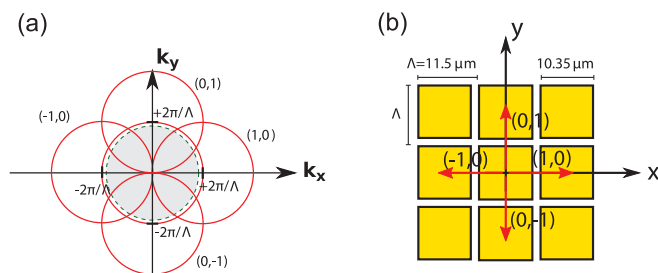 (a)
k_y
(0,1)
(-1,0)
+2π/Λ
(1,0)
-2π/Λ
+2π/Λ
k_x
-2π/Λ
(0,-1)
(b)
y
Λ=11.5 μm
10.35 μm
Λ
(0,1)
(-1,0)
(1,0)
x
(0,-1)